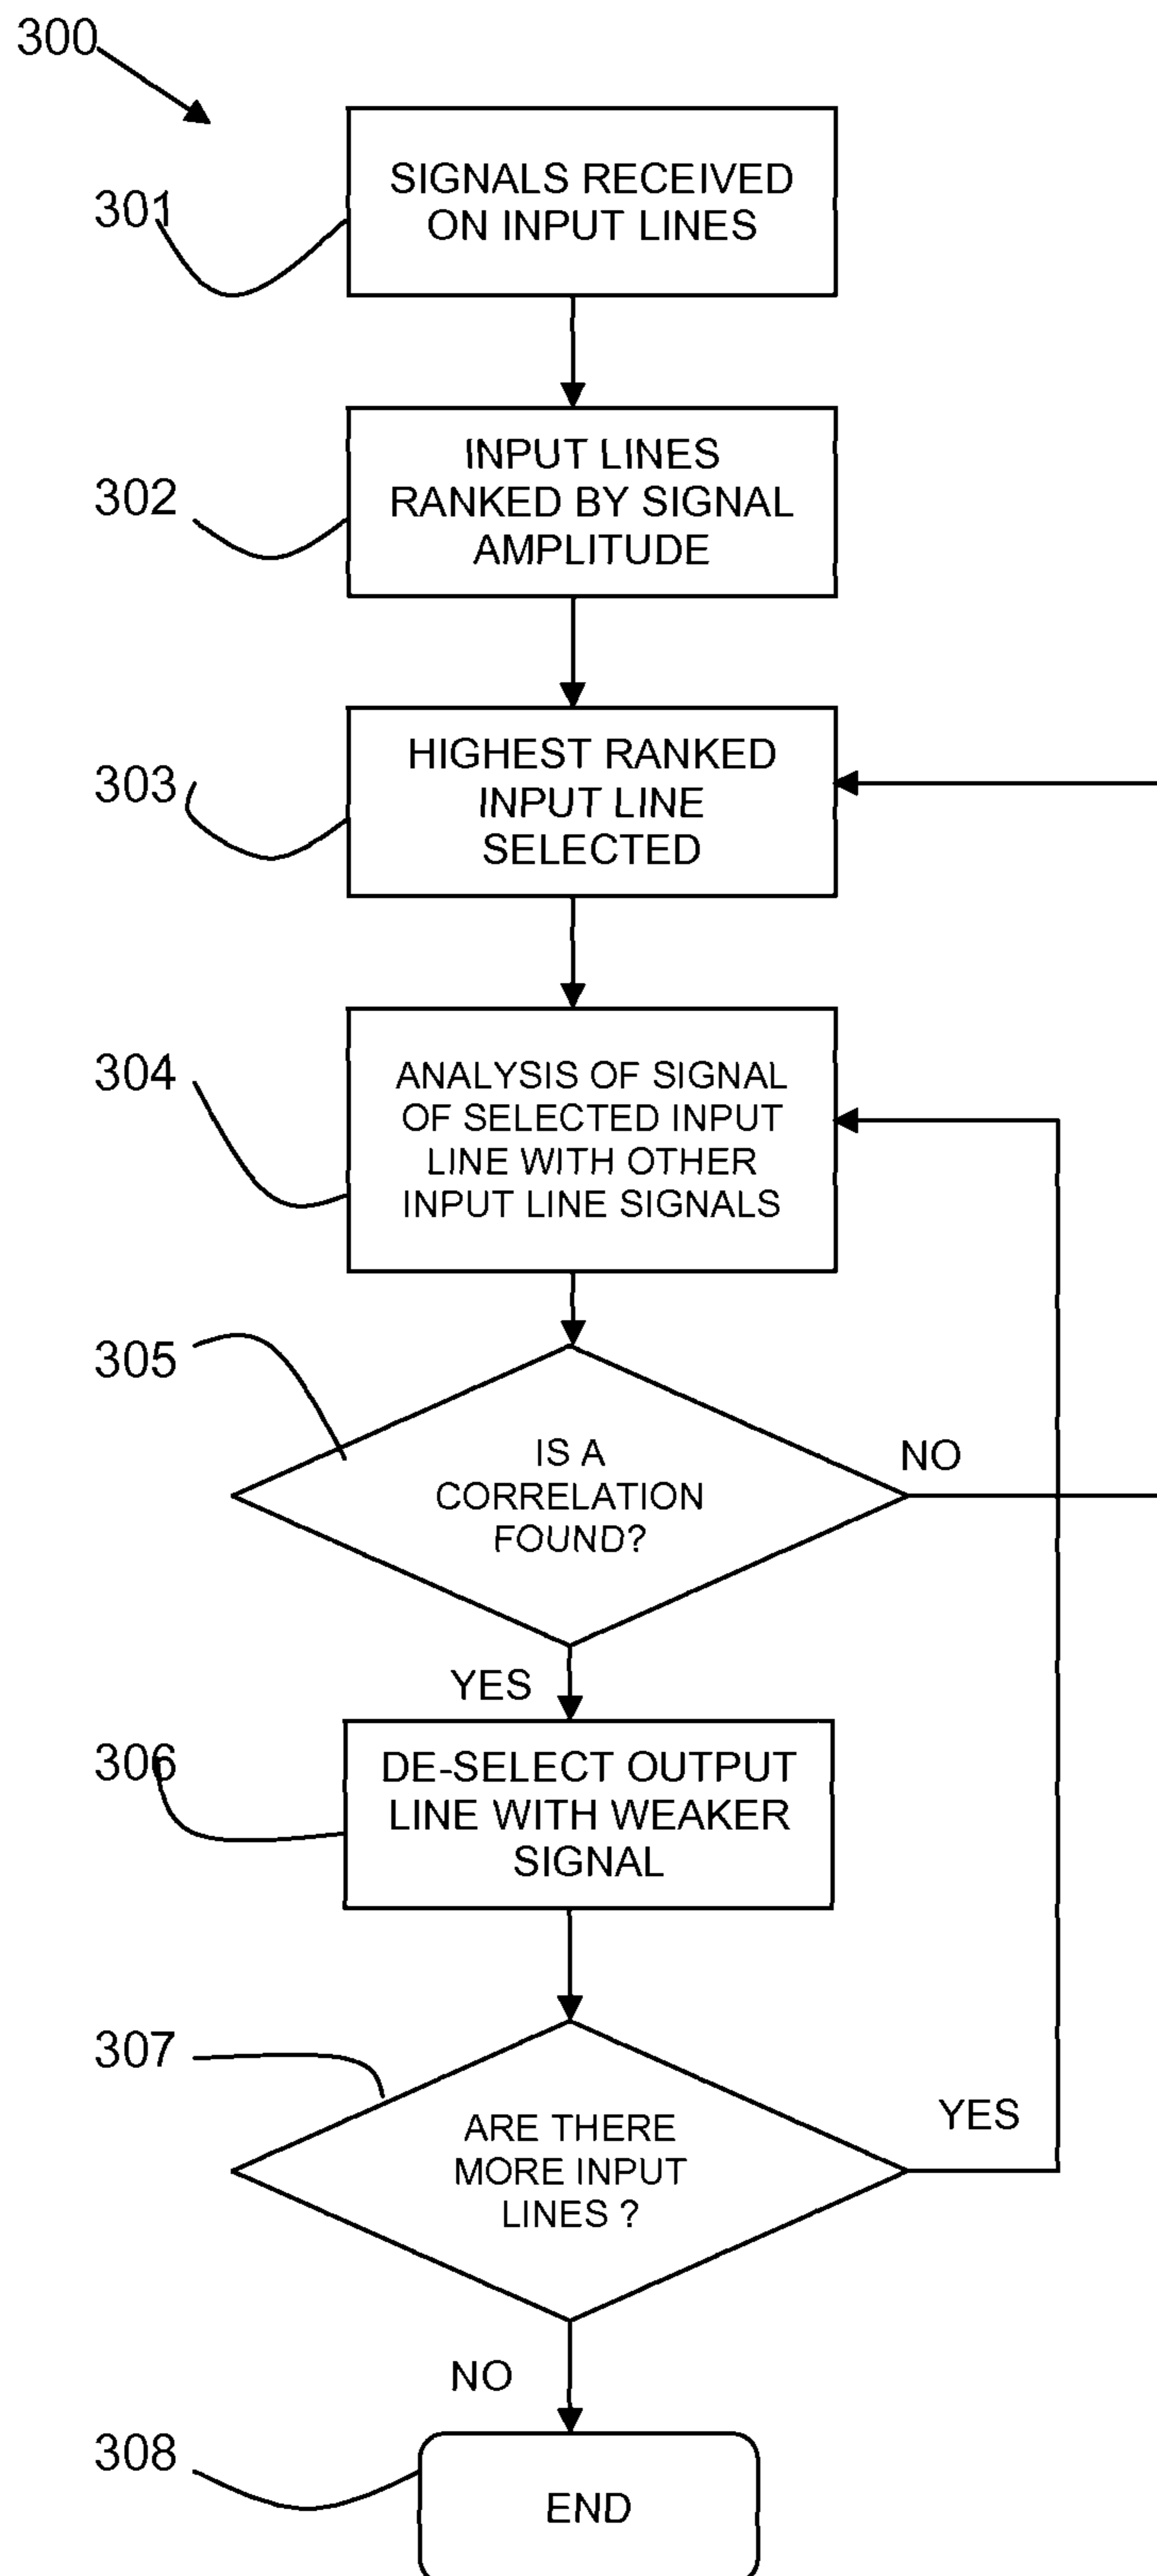 300
301
SIGNALS RECEIVED
ON INPUT LINES
302
INPUT LINES
RANKED BY SIGNAL
AMPLITUDE
303
HIGHEST RANKED
INPUT LINE
SELECTED
304
ANALYSIS OF SIGNAL
OF SELECTED INPUT
LINE WITH OTHER
INPUT LINE SIGNALS
305
IS A
CORRELATION
FOUND?
NO
YES
306
DE-SELECT OUTPUT
LINE WITH WEAKER
SIGNAL
307
ARE THERE
MORE INPUT
LINES ?
YES
NO
308
END